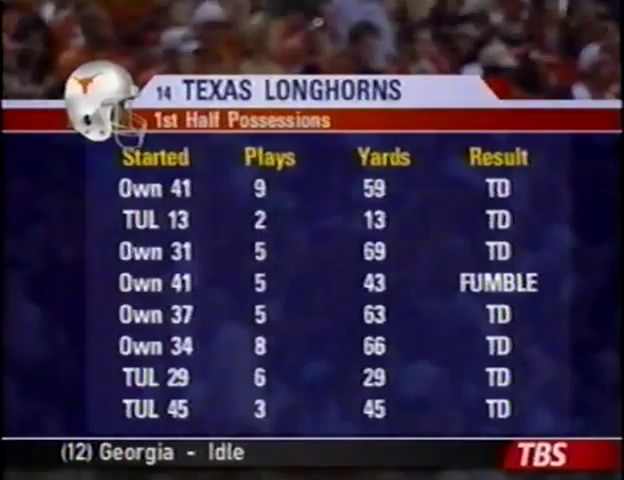 14 TEXAS LONGHORNS
1st Half Possessions
Started Plays Yards Result
Own 41 9 59 TD
TUL 13 2 13 TD
Own 31 5 69 TD
Own 41 5 43 FUMBLE
Own 37 5 63 TD
Own 34 8 66 TD
TUL 29 6 29 TD
TUL 45 3 45 TD
(12) Georgia - Idle TBS